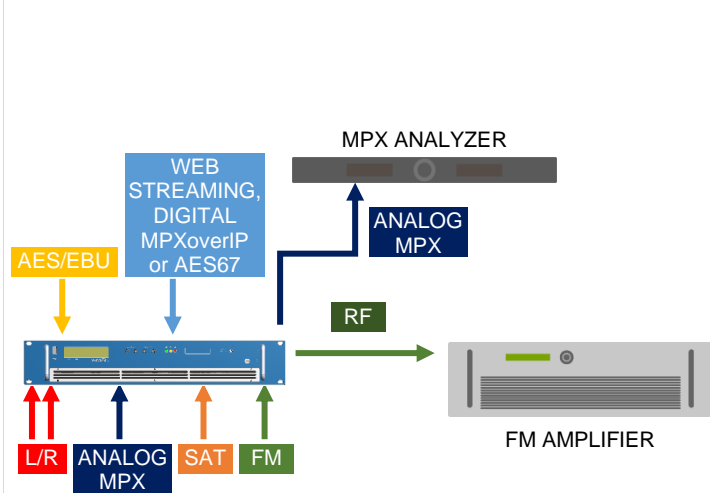 MPX ANALYZER
WEB
STREAMING,
DIGITAL
MPXoverIP
or AES67
ANALOG
MPX
AES/EBU
RF
FM AMPLIFIER
L/R
ANALOG
MPX
SAT
FM